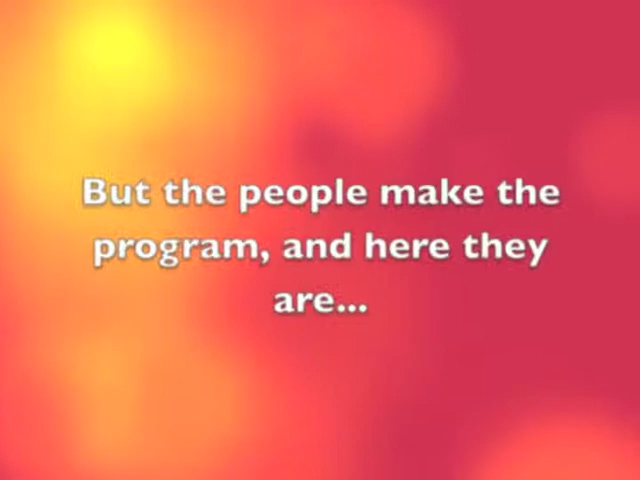 But the people make the
program, and here they
are...